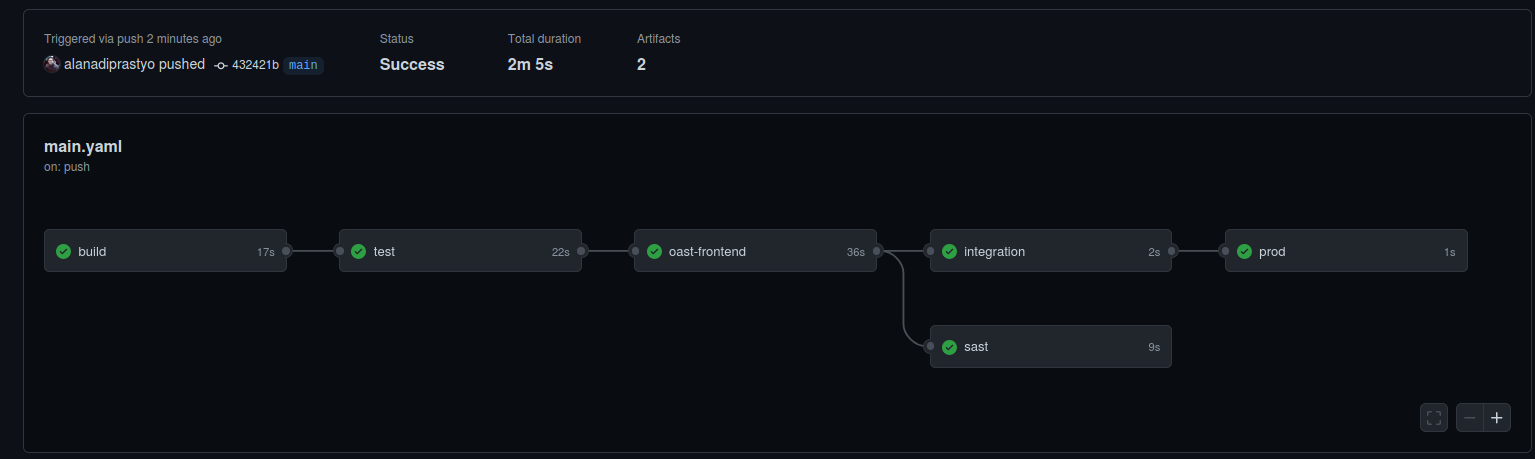 Triggered via push 2 minutes ago
alanadiprastyo pushed 432421b main
Status
Success
Total duration
2m 5s
Artifacts
2
main.yaml
on: push
build 17s
test 22s
oast-frontend 36s
integration 2s
prod 1s
sast 9s